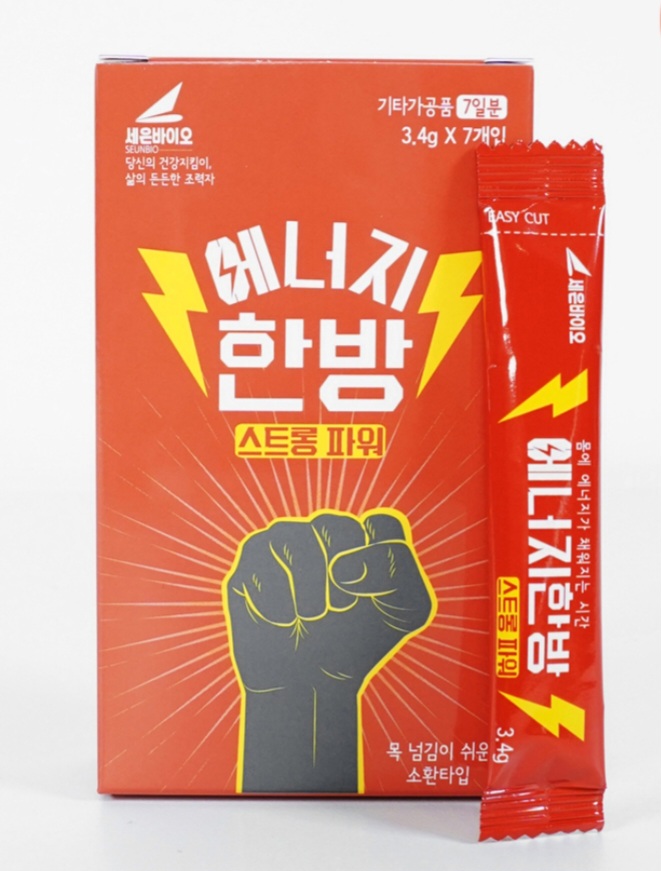 세은바이오
SEUNBIO
당신의 건강지킴이,
삶의 든든한 조력자
기타가공품 7일분
3.4g X 7개입
에너지
한방
스트롱 파워
목 넘김이 쉬운
소환타입
EASY CUT
세은바이오
몸에 에너지가 채워지는 시간
에너지한방
스트롱 파워
3.4g